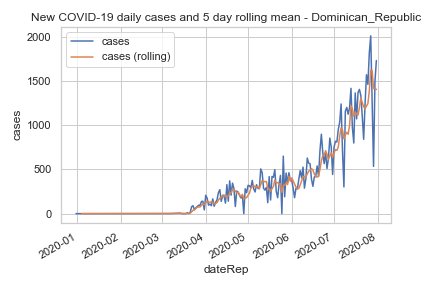 New COVID-19 daily cases and 5 day rolling mean - Dominican_Republic
cases
cases (rolling)
2000
1500
1000
500
0
cases
2020-01
2020-02
2020-03
2020-04
2020-05
2020-06
2020-07
2020-08
dateRep